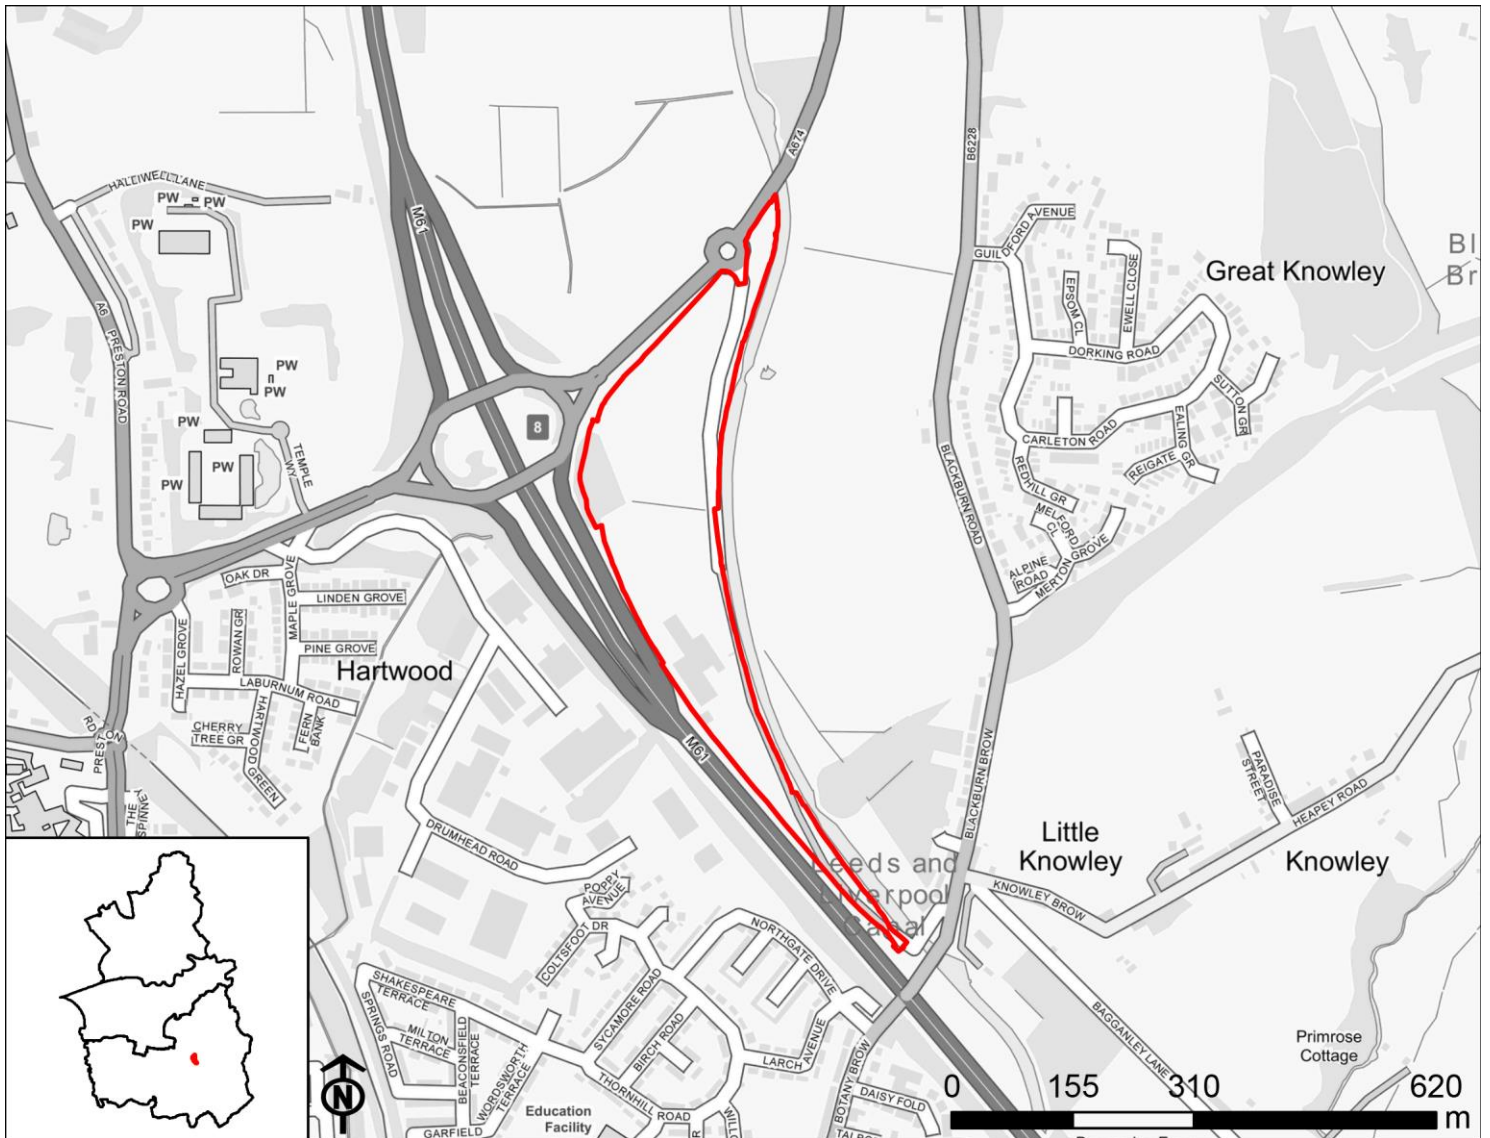 A674
B6228
HALLIWELL LANE
PW
PW
PW
M61
GUILDFORD AVENUE
EPSOM CL
EWELL CLOSE
Great Knowley
Bl
Br
A6
PRESTON ROAD
DORKING ROAD
PW
PW
SUTTON GR
PW
8
EALING GR
CARLETON ROAD
REIGATE
TEMPLE
WY
PW
PW
REDHILL GR
BLACKBURN ROAD
MELFORD
CL
MERTON GROVE
ALPINE
ROAD
OAK DR
MAPLE GROVE
LINDEN GROVE
HAZEL GROVE
ROWAN GR
PINE GROVE
Hartwood
LABURNUM ROAD
PRESTON
RD
CHERRY
TREE GR
HARTWOOD GREEN
FERN
BANK
M61
THE
SPINNEY
PARADISE
STREET
BLACKBURN BROW
HEAPEY ROAD
DRUMHEAD ROAD
Little
Knowley
Knowley
Leeds and
Liverpool
Canal
POPPY
AVENUE
KNOWLEY BROW
COLTSFOOT DR
NORTHGATE DRIVE
SHAKESPEARE
TERRACE
SPRINGS ROAD
MILTON
TERRACE
BEACONSFIELD
TERRACE
WORDSWORTH
TERRACE
SYCAMORE ROAD
BIRCH ROAD
LARCH AVENUE
BAGGANLEY LANE
Primrose
Cottage
THORNHILL ROAD
BOTANY BROW
DAISY FOLD
Education
Facility
GARFIELD
N
0 155 310 620
m